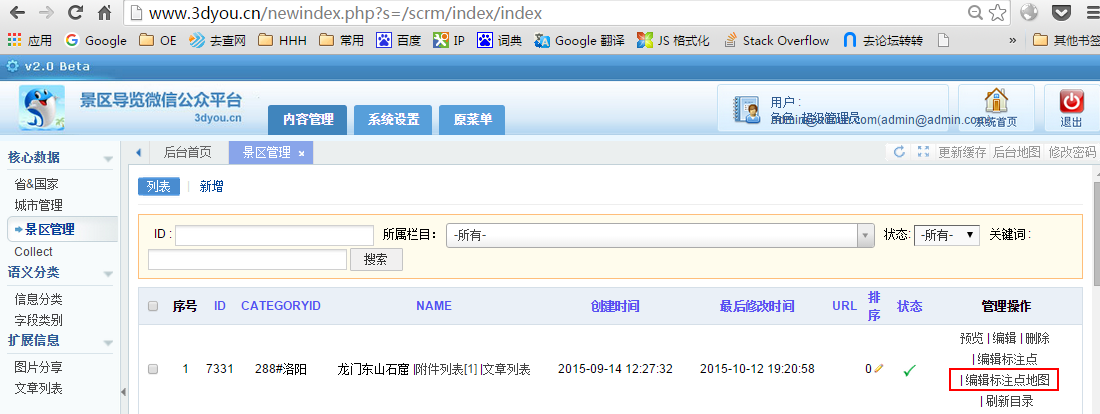 www.3dyou.cn/newindex.php?s=/scrm/index/index
应用 Google OE 去查网 HHH 常用 百度 IP 词典 Google 翻译 JS 格式化 Stack Overflow 去论坛转转 » 其他书签
v2.0 Beta
景区导览微信公众平台
3dyou.cn
内容管理 系统设置 原菜单
用户 :
角色: 超级管理员
admin@admin.com(admin@admin.com)
系统首页 退出
核心数据
省&国家
城市管理
景区管理
Collect
语义分类
信息分类
字段类别
扩展信息
图片分享
文章列表
后台首页 景区管理 × 更新缓存 后台地图 修改密码
列表 | 新增
ID : 所属栏目: -所有- 状态: -所有- 关键词 :
搜索
序号 ID CATEGORYID NAME 创建时间 最后修改时间 URL 排序 状态 管理操作
1 7331 288#洛阳 龙门东山石窟 |附件列表[1] |文章列表 2015-09-14 12:27:32 2015-10-12 19:20:58 0
预览 | 编辑 | 删除
| 编辑标注点
| 编辑标注点地图
| 刷新目录